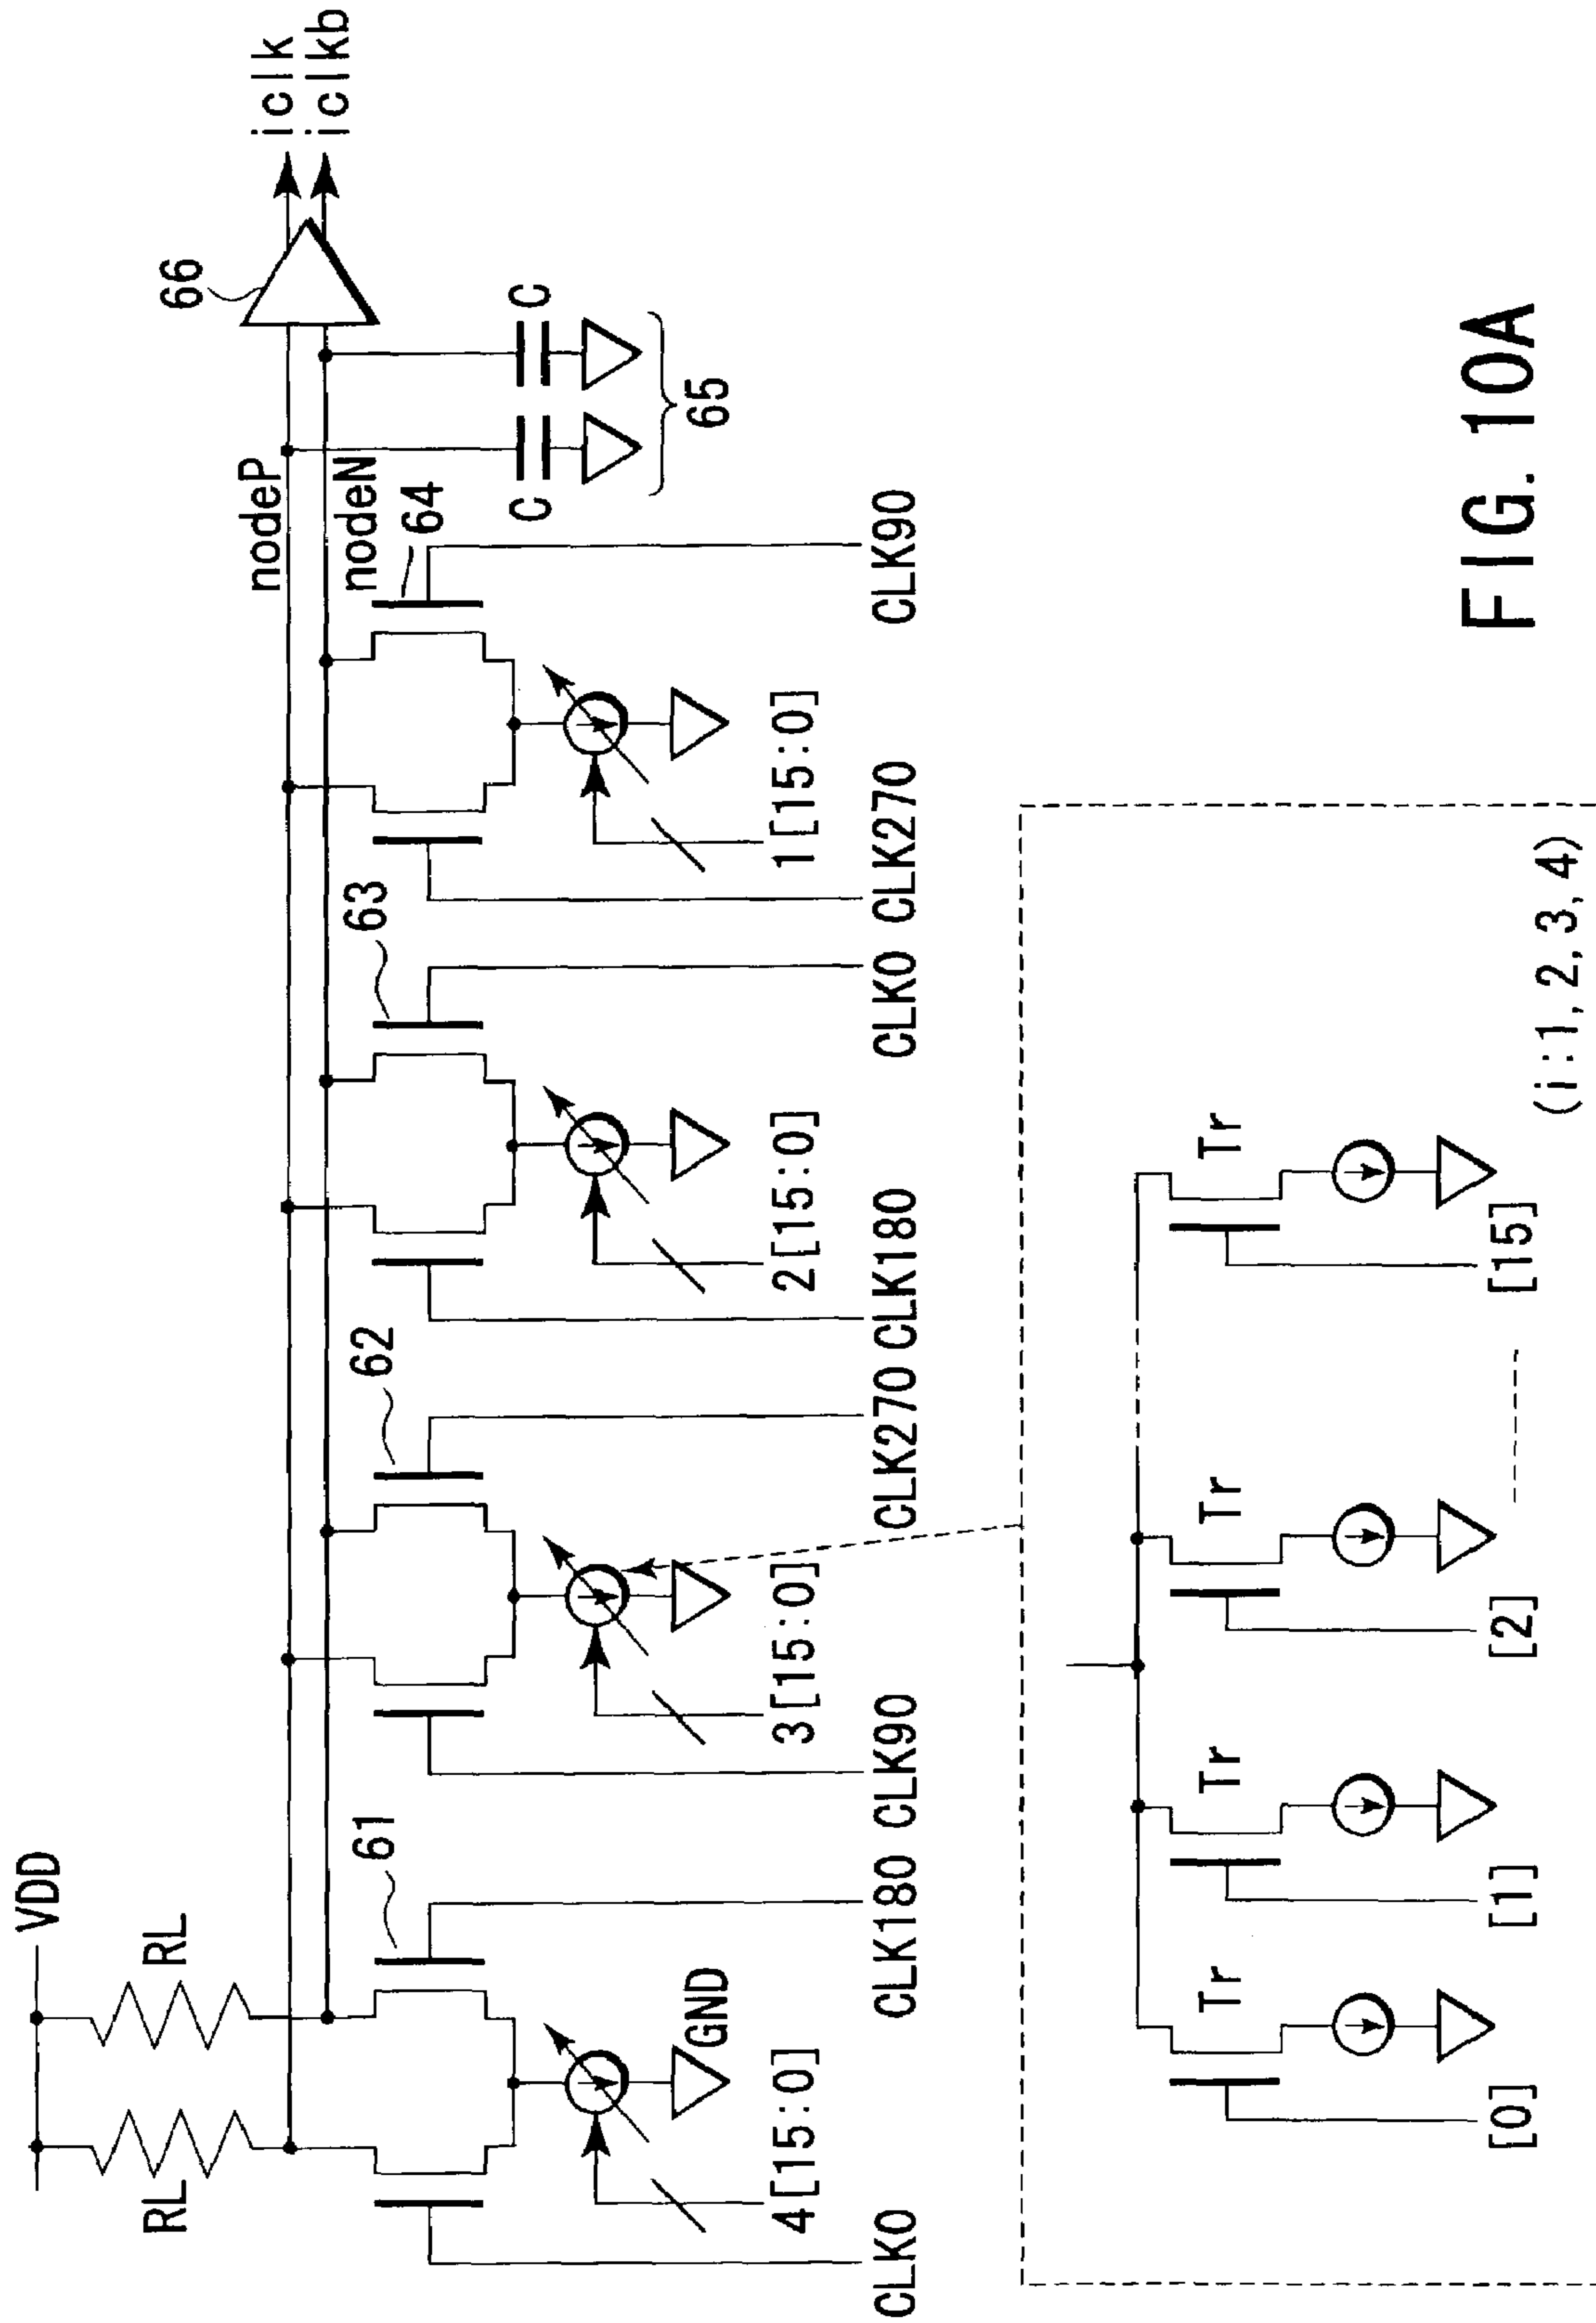 VDD
RL
RL
nodeP
nodeN
66
iclk
iclkb
61
62
63
64
C
C
65
GND
4[15:0]
3[15:0]
2[15:0]
1[15:0]
CLK0
CLK180
CLK90
CLK270
CLK180
CLK0
CLK270
CLK90
Tr
Tr
Tr
Tr
[0]
[1]
[2]
[15]
(i:1, 2, 3, 4)
FIG. 10A